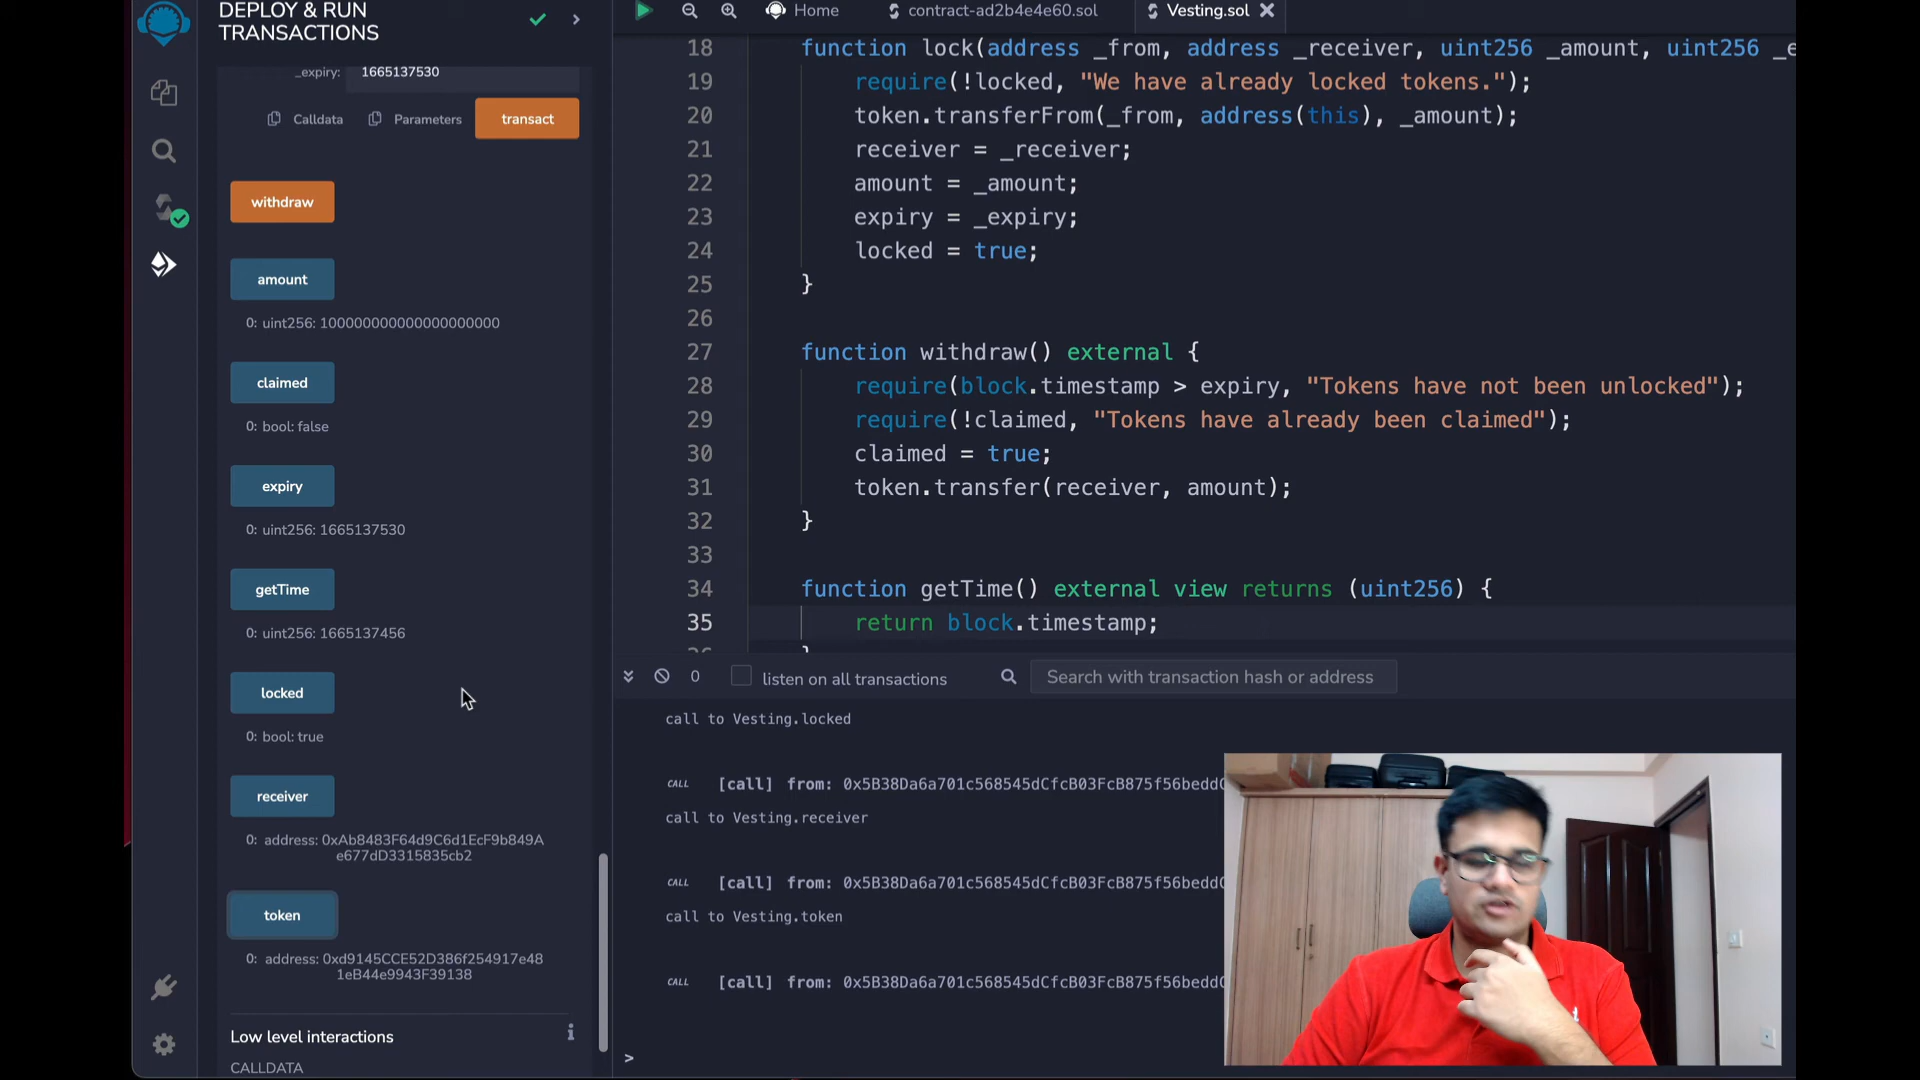 DEPLOY & RUN
TRANSACTIONS
_expiry: 1665137530
Calldata Parameters transact
withdraw
amount
0: uint256: 100000000000000000000
claimed
0: bool: false
expiry
0: uint256: 1665137530
getTime
0: uint256: 1665137456
locked
0: bool: true
receiver
0: address: 0xAb8483F64d9C6d1EcF9b849A
e677dD3315835cb2
token
0: address: 0xd9145CCE52D386f254917e48
1eB44e9943F39138
Low level interactions
CALLDATA
Home contract-ad2b4e4e60.sol Vesting.sol
18 function lock(address _from, address _receiver, uint256 _amount, uint256 _e
19 require(!locked, "We have already locked tokens.");
20 token.transferFrom(_from, address(this), _amount);
21 receiver = _receiver;
22 amount = _amount;
23 expiry = _expiry;
24 locked = true;
25 }
26
27 function withdraw() external {
28 require(block.timestamp > expiry, "Tokens have not been unlocked");
29 require(!claimed, "Tokens have already been claimed");
30 claimed = true;
31 token.transfer(receiver, amount);
32 }
33
34 function getTime() external view returns (uint256) {
35 return block.timestamp;
0 listen on all transactions Search with transaction hash or address
call to Vesting.locked
CALL [call] from: 0x5B38Da6a701c568545dCfcB03FcB875f56bedd
call to Vesting.receiver
CALL [call] from: 0x5B38Da6a701c568545dCfcB03FcB875f56bedd
call to Vesting.token
CALL [call] from: 0x5B38Da6a701c568545dCfcB03FcB875f56bedd
>